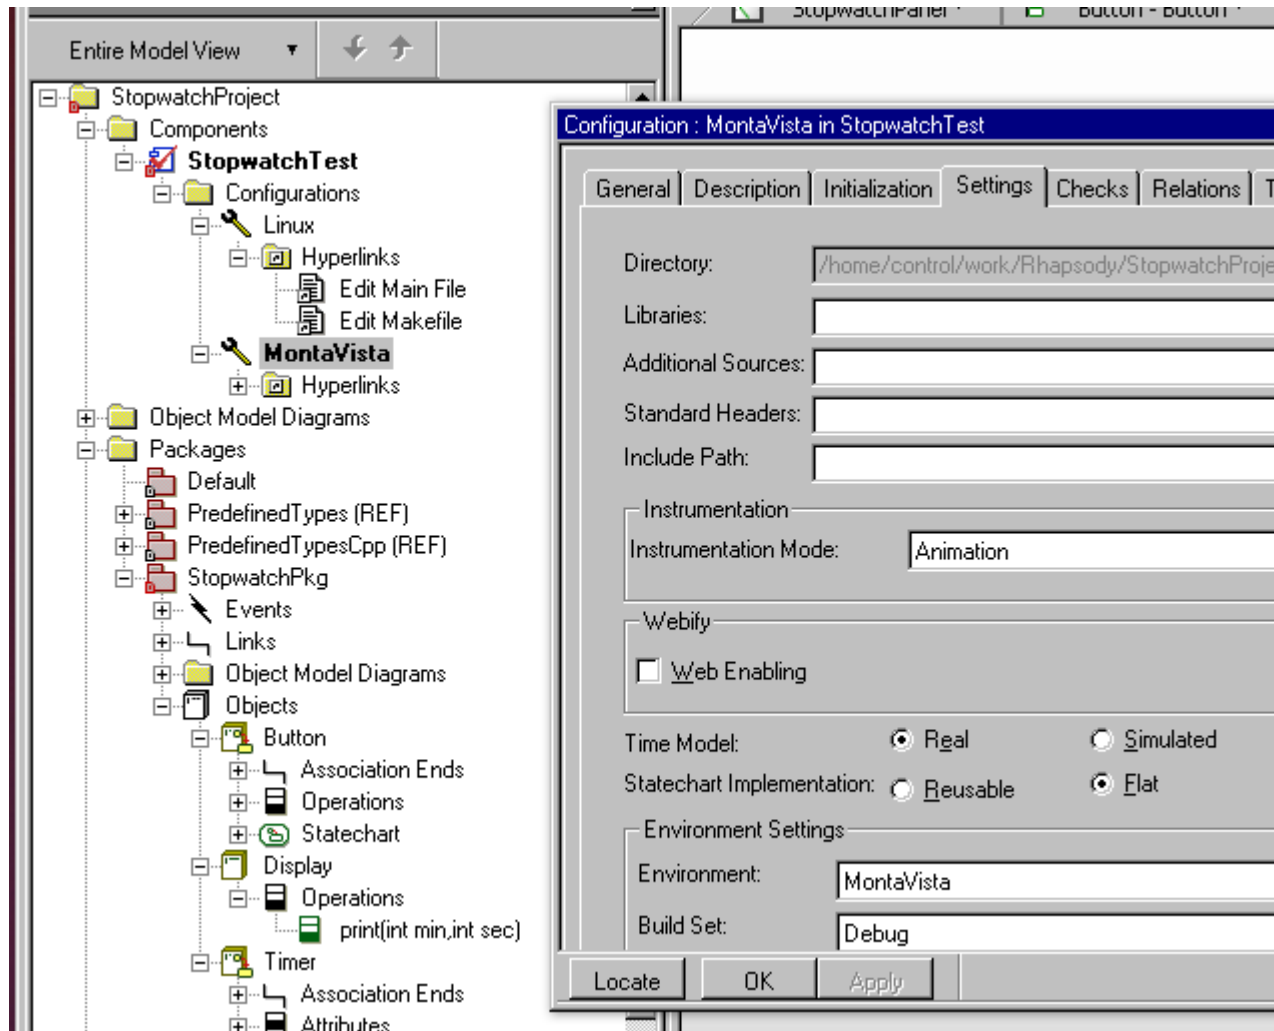 StopwatchPanel *
Button - Button *
Entire Model View
StopwatchProject
Components
StopwatchTest
Configurations
Linux
Hyperlinks
Edit Main File
Edit Makefile
MontaVista
Hyperlinks
Object Model Diagrams
Packages
Default
PredefinedTypes (REF)
PredefinedTypesCpp (REF)
StopwatchPkg
Events
Links
Object Model Diagrams
Objects
Button
Association Ends
Operations
Statechart
Display
Operations
print(int min,int sec)
Timer
Association Ends
Attributes
Configuration : MontaVista in StopwatchTest
General Description Initialization Settings Checks Relations T
Directory: /home/control/work/Rhapsody/StopwatchProje
Libraries:
Additional Sources:
Standard Headers:
Include Path:
Instrumentation
Instrumentation Mode: Animation
Webify
Web Enabling
Time Model: Real Simulated
Statechart Implementation: Reusable Flat
Environment Settings
Environment: MontaVista
Build Set: Debug
Locate OK Apply